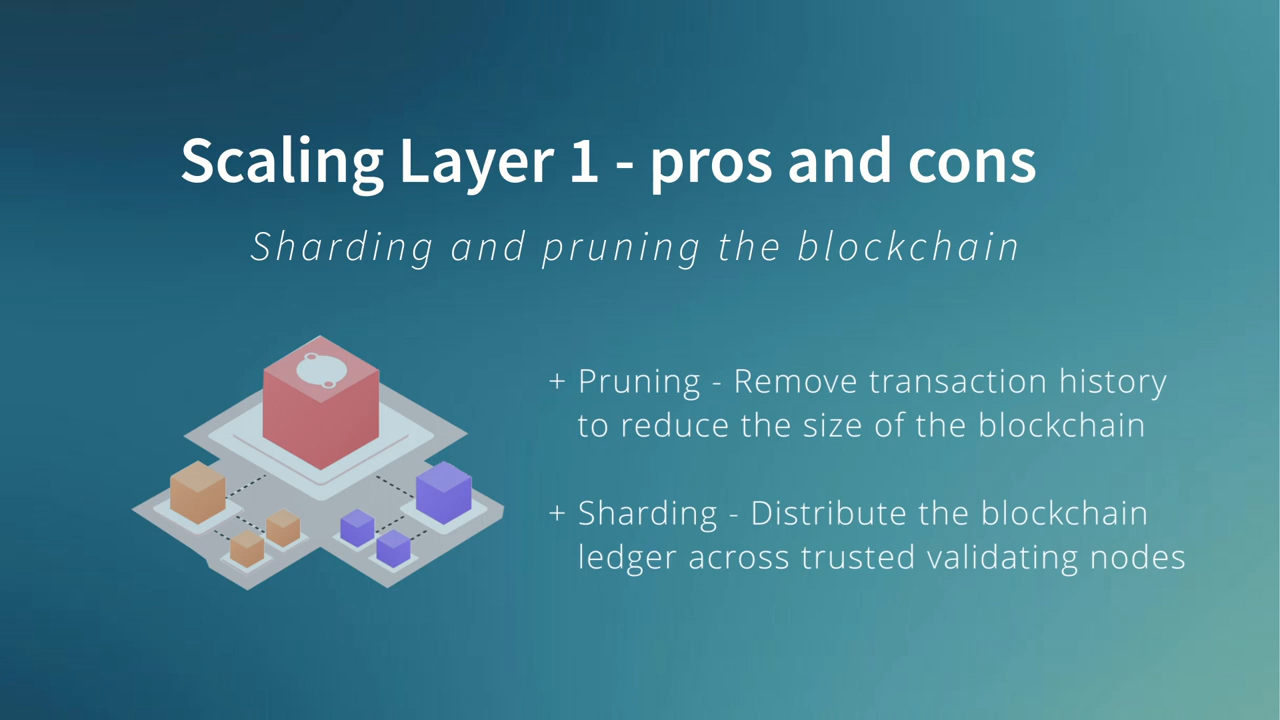 Scaling Layer 1 - pros and cons
Sharding and pruning the blockchain
+ Pruning - Remove transaction history
to reduce the size of the blockchain
+ Sharding - Distribute the blockchain
ledger across trusted validating nodes